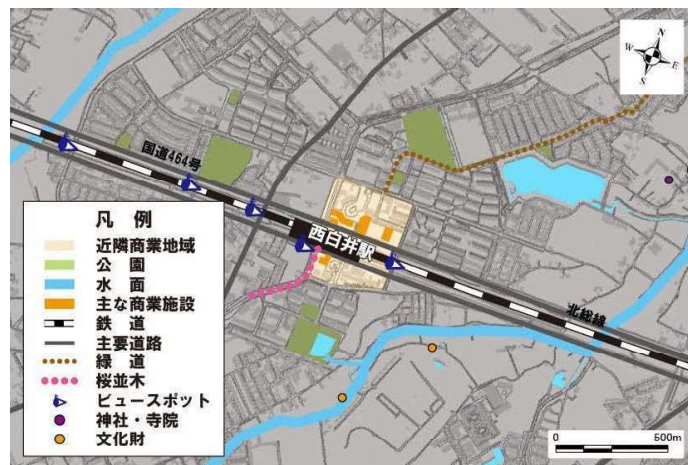 N
W
E
S
国道464号
西白井駅
北総線
凡 例
近隣商業地域
公 園
水 面
主な商業施設
鉄 道
主要道路
緑 道
桜並木
ビュースポット
神社・寺院
文化財
0
500m